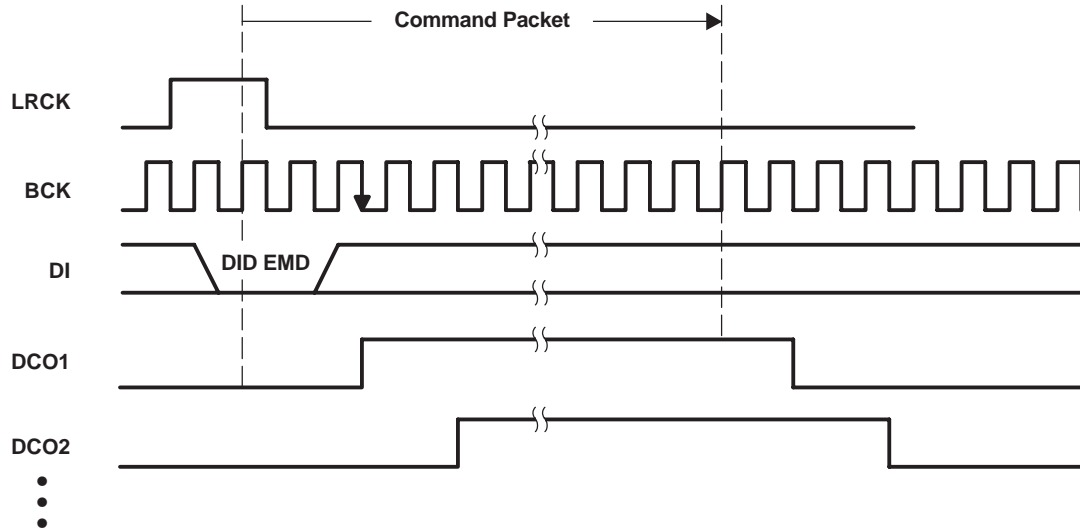 Command Packet
LRCK
BCK
DI
DID EMD
DCO1
DCO2